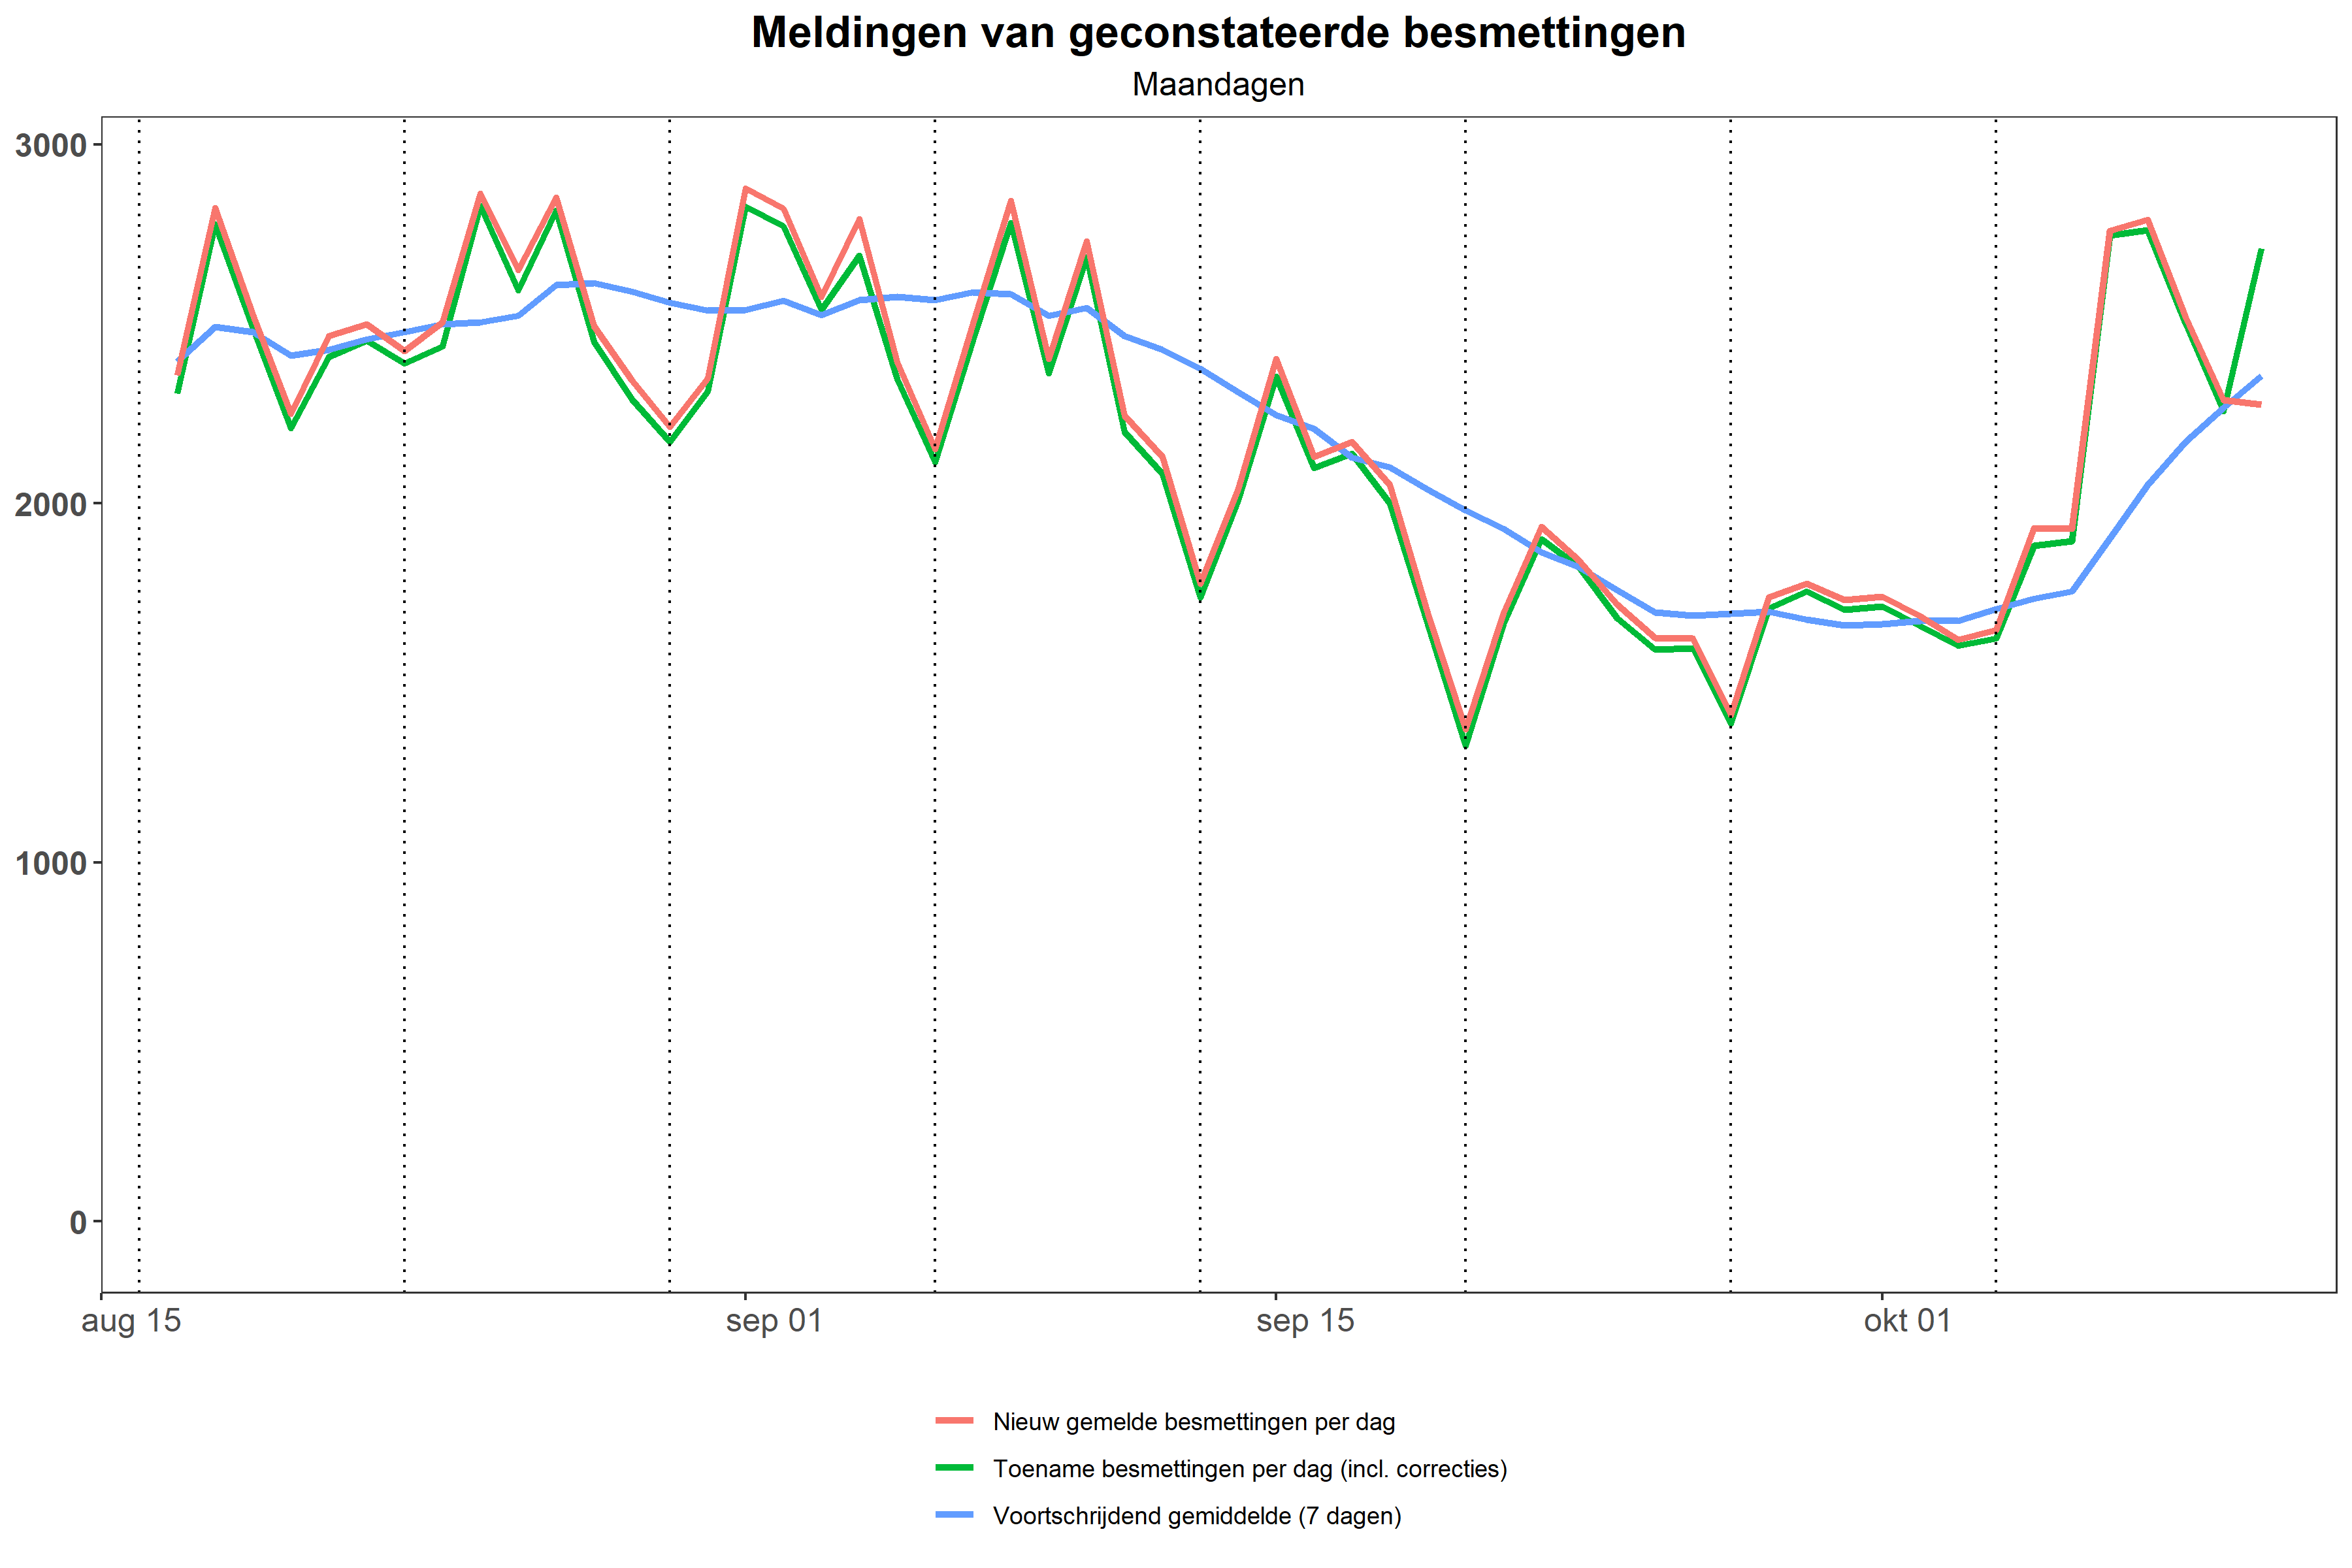 Meldingen van geconstateerde besmettingen
Maandagen
3000
2000
1000
0
aug 15
sep 01
sep 15
okt 01
Nieuw gemelde besmettingen per dag
Toename besmettingen per dag (incl. correcties)
Voortschrijdend gemiddelde (7 dagen)